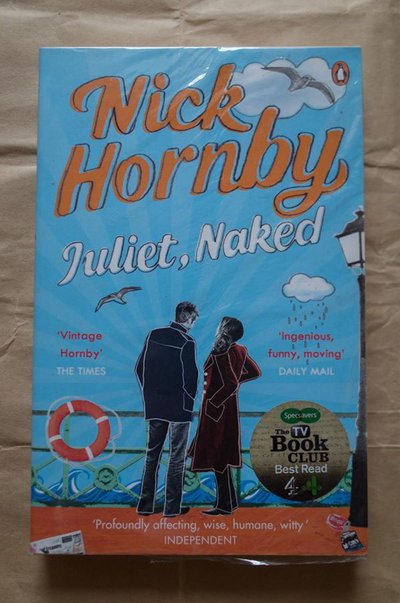 Nick
Hornby
Juliet, Naked
'Vintage
Hornby'
THE TIMES
'Ingenious,
funny, moving'
DAILY MAIL
Specsavers
The TV
Book
CLUB
Best Read
4
'Profoundly affecting, wise, humane, witty'
INDEPENDENT